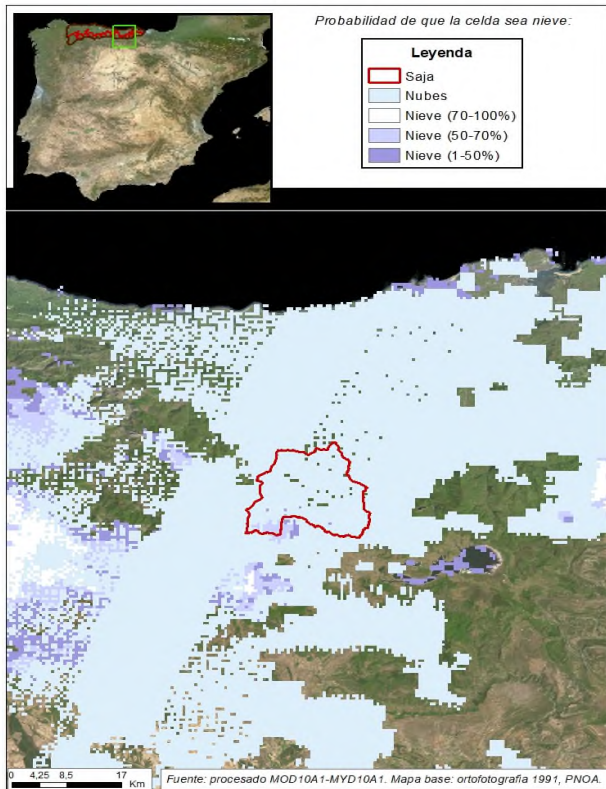 Probabilidad de que la celda sea nieve:
Leyenda
Saja
Nubes
Nieve (70-100%)
Nieve (50-70%)
Nieve (1-50%)
0 4,25 8,5 17
Km
Fuente: procesado MOD10A1-MYD10A1. Mapa base: ortofotografia 1991, PNOA.